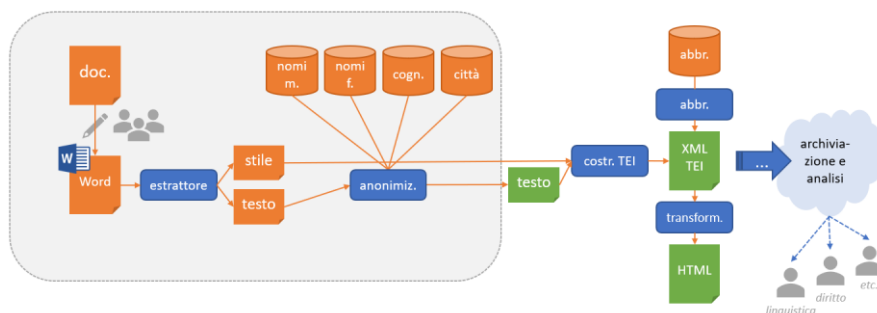 doc.
W
Word
estrattore
stile
testo
nomi
m.
nomi
f.
cogn.
città
anonimiz.
testo
costr. TEI
abbr.
abbr.
XML
TEI
transform.
HTML
...
archivia-
zione e
analisi
linguistica
diritto
etc.